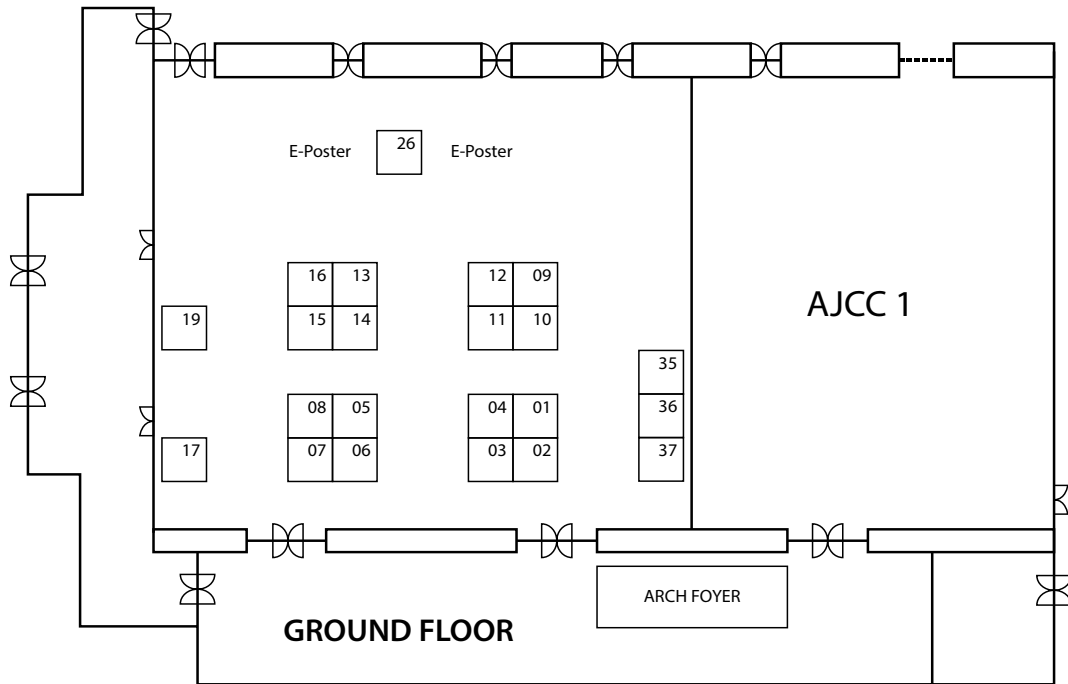 E-Poster 26 E-Poster
16 13 12 09
AJCC 1
19 15 14 11 10
35
08 05 04 01 36
17 07 06 03 02 37
ARCH FOYER
GROUND FLOOR